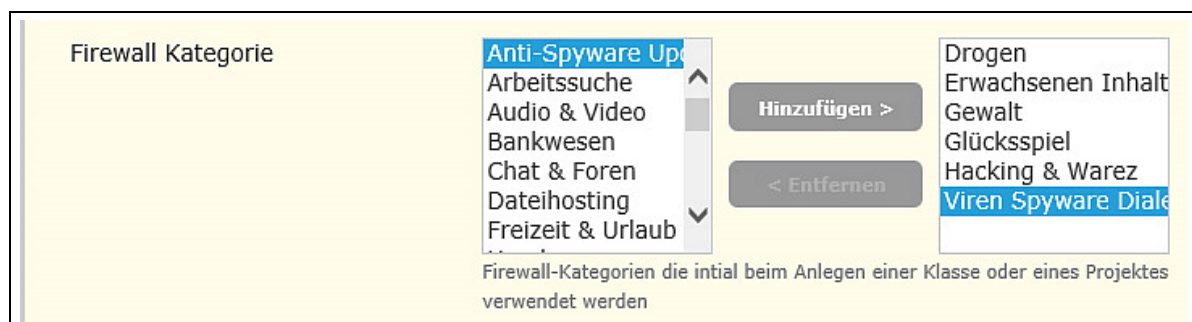 Firewall Kategorie
Anti-Spyware Upd
Arbeitssuche
Audio & Video
Bankwesen
Chat & Foren
Dateihosting
Freizeit & Urlaub
Hinzufügen >
< Entfernen
Drogen
Erwachsenen Inhalt
Gewalt
Glücksspiel
Hacking & Warez
Viren Spyware Diale
Firewall-Kategorien die intial beim Anlegen einer Klasse oder eines Projektes
verwendet werden